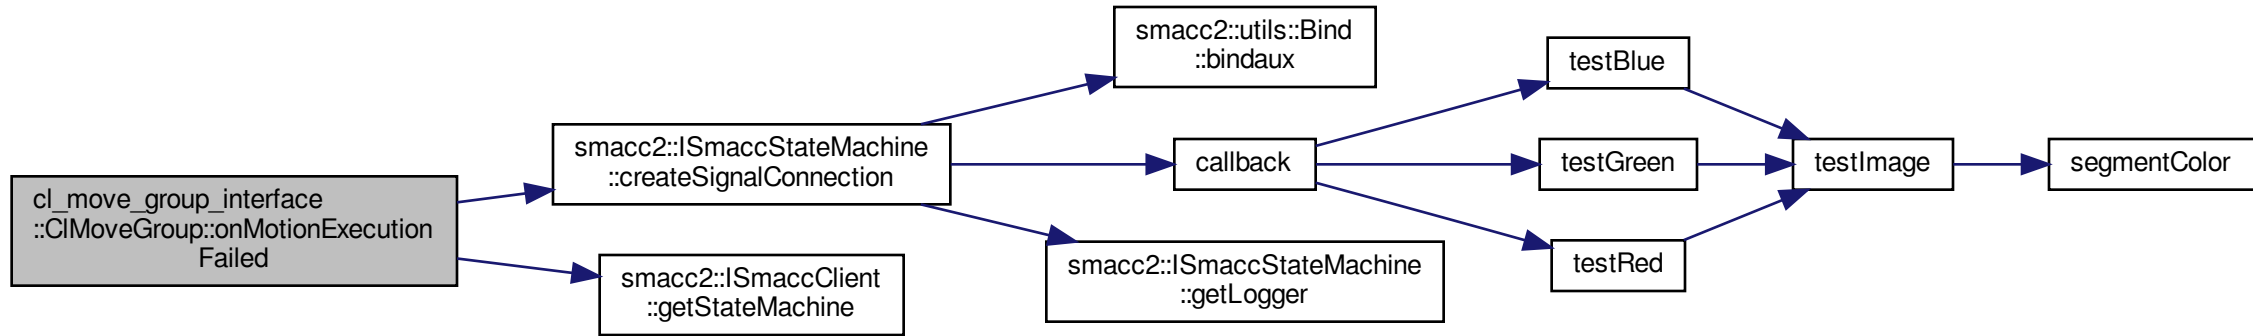 cl_move_group_interface
::ClMoveGroup::onMotionExecution
Failed
smacc2::ISmaccStateMachine
::createSignalConnection
smacc2::ISmaccClient
::getStateMachine
smacc2::utils::Bind
::bindaux
callback
smacc2::ISmaccStateMachine
::getLogger
testBlue
testGreen
testRed
testImage
segmentColor